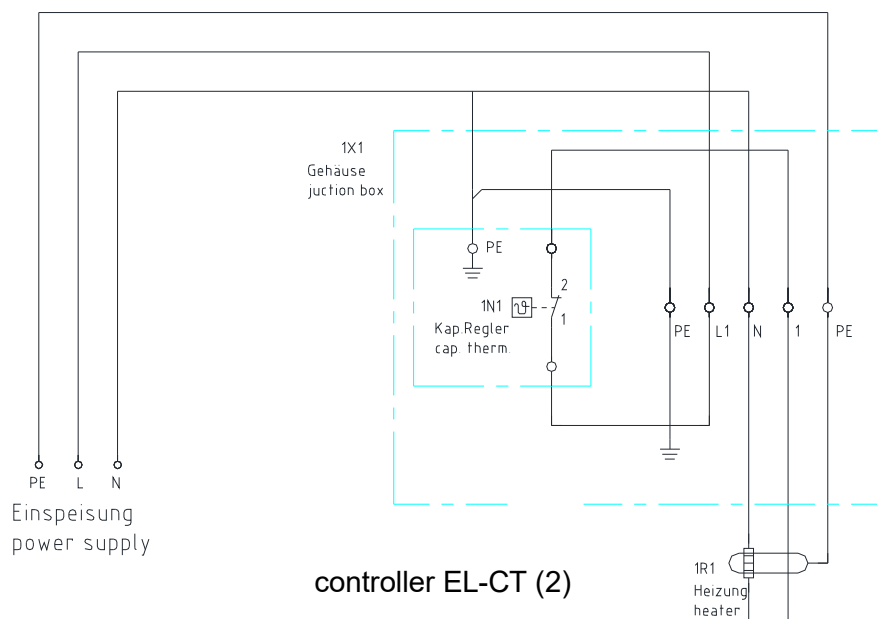 1X1
Gehäuse
juction box
PE
2
1N1
1
Kap.Regler
cap. therm.
PE L1 N 1 PE
PE L N
Einspeisung
power supply
controller EL-CT (2)
1R1
Heizung
heater